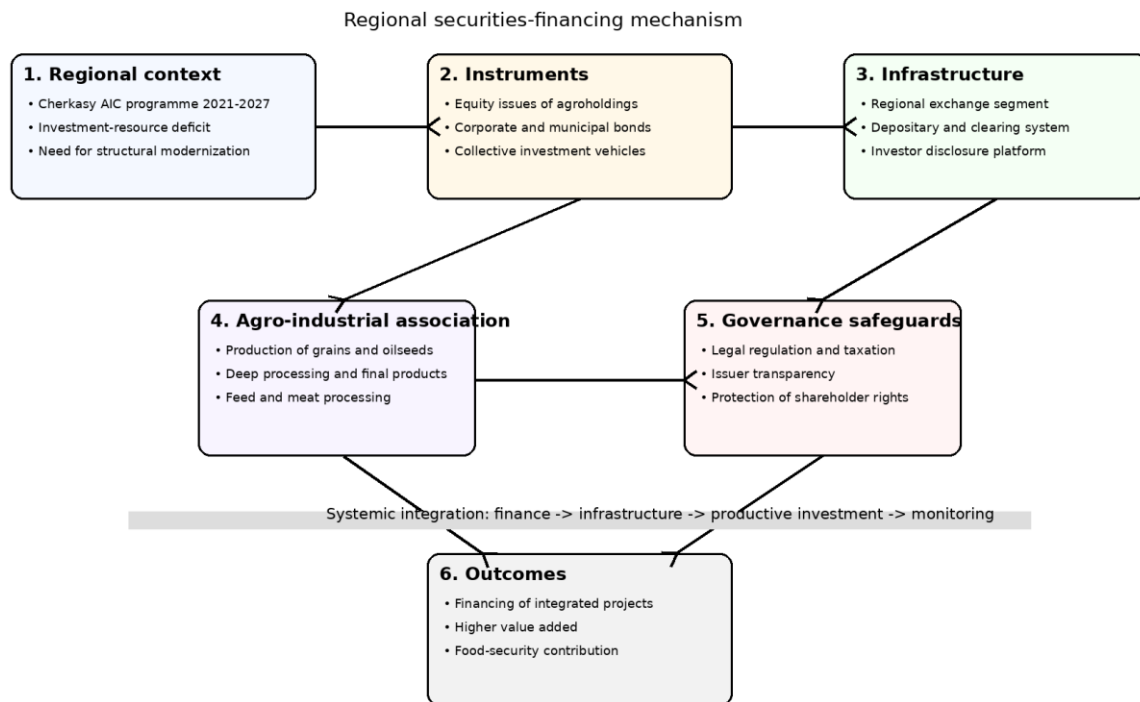 Regional securities-financing mechanism
1. Regional context
• Cherkasy AIC programme 2021-2027
• Investment-resource deficit
• Need for structural modernization
2. Instruments
• Equity issues of agroholdings
• Corporate and municipal bonds
• Collective investment vehicles
3. Infrastructure
• Regional exchange segment
• Depositary and clearing system
• Investor disclosure platform
4. Agro-industrial association
• Production of grains and oilseeds
• Deep processing and final products
• Feed and meat processing
5. Governance safeguards
• Legal regulation and taxation
• Issuer transparency
• Protection of shareholder rights
Systemic integration: finance -> infrastructure -> productive investment -> monitoring
6. Outcomes
• Financing of integrated projects
• Higher value added
• Food-security contribution